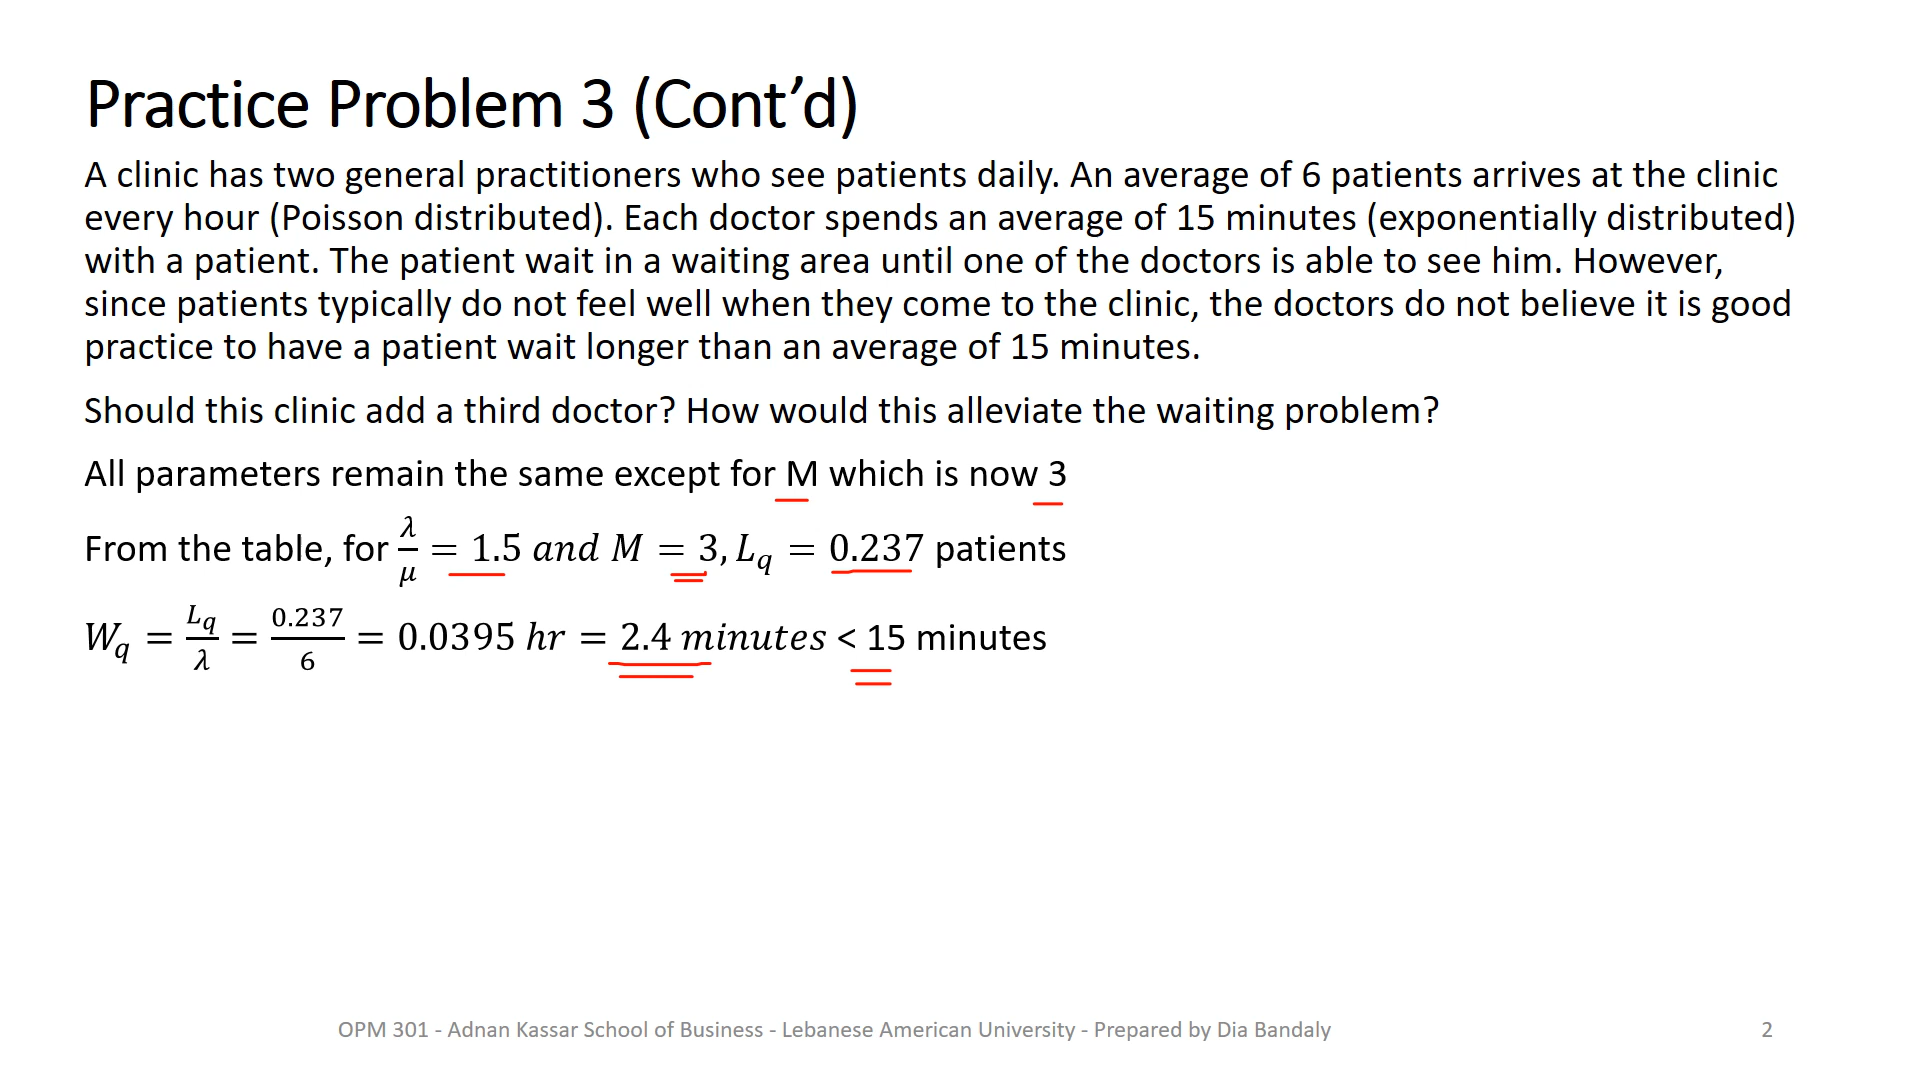 Practice Problem 3 (Cont’d)
A clinic has two general practitioners who see patients daily. An average of 6 patients arrives at the clinic
every hour (Poisson distributed). Each doctor spends an average of 15 minutes (exponentially distributed)
with a patient. The patient wait in a waiting area until one of the doctors is able to see him. However,
since patients typically do not feel well when they come to the clinic, the doctors do not believe it is good
practice to have a patient wait longer than an average of 15 minutes.
Should this clinic add a third doctor? How would this alleviate the waiting problem?
All parameters remain the same except for M which is now 3
From the table, for λ/μ = 1.5 and M = 3, Lq = 0.237 patients
Wq = Lq/λ = 0.237/6 = 0.0395 hr = 2.4 minutes < 15 minutes
OPM 301 - Adnan Kassar School of Business - Lebanese American University - Prepared by Dia Bandaly 2